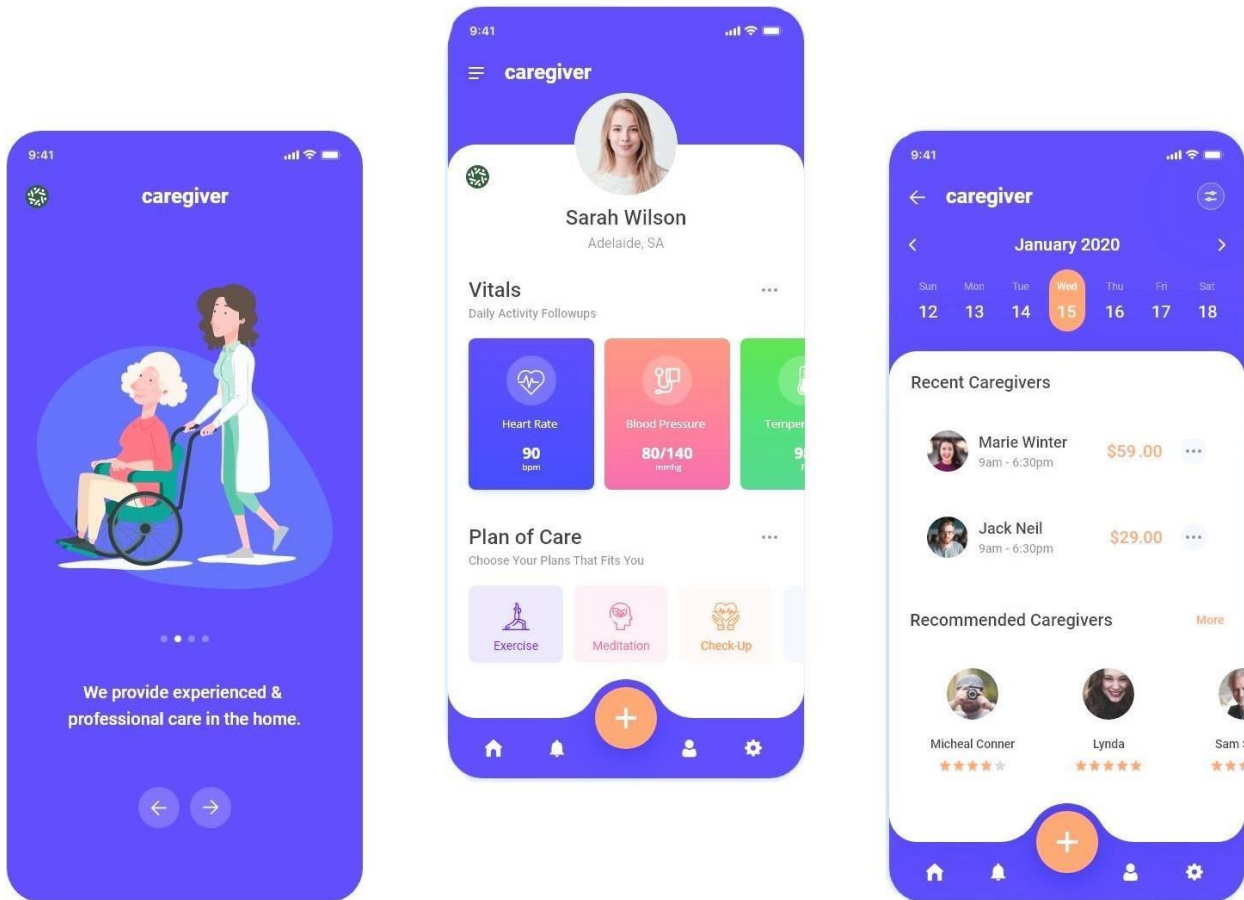 9:41
caregiver
We provide experienced &
professional care in the home.
9:41
caregiver
Sarah Wilson
Adelaide, SA
Vitals
Daily Activity Followups
Heart Rate
90
bpm
Blood Pressure
80/140
mmhg
Temper
9
F
Plan of Care
Choose Your Plans That Fits You
Exercise
Meditation
Check-Up
9:41
caregiver
January 2020
Sun Mon Tue Wed Thu Fri Sat
12 13 14 15 16 17 18
Recent Caregivers
Marie Winter
9am - 6:30pm
$59.00
Jack Neil
9am - 6:30pm
$29.00
Recommended Caregivers More
Micheal Conner
Lynda
Sam